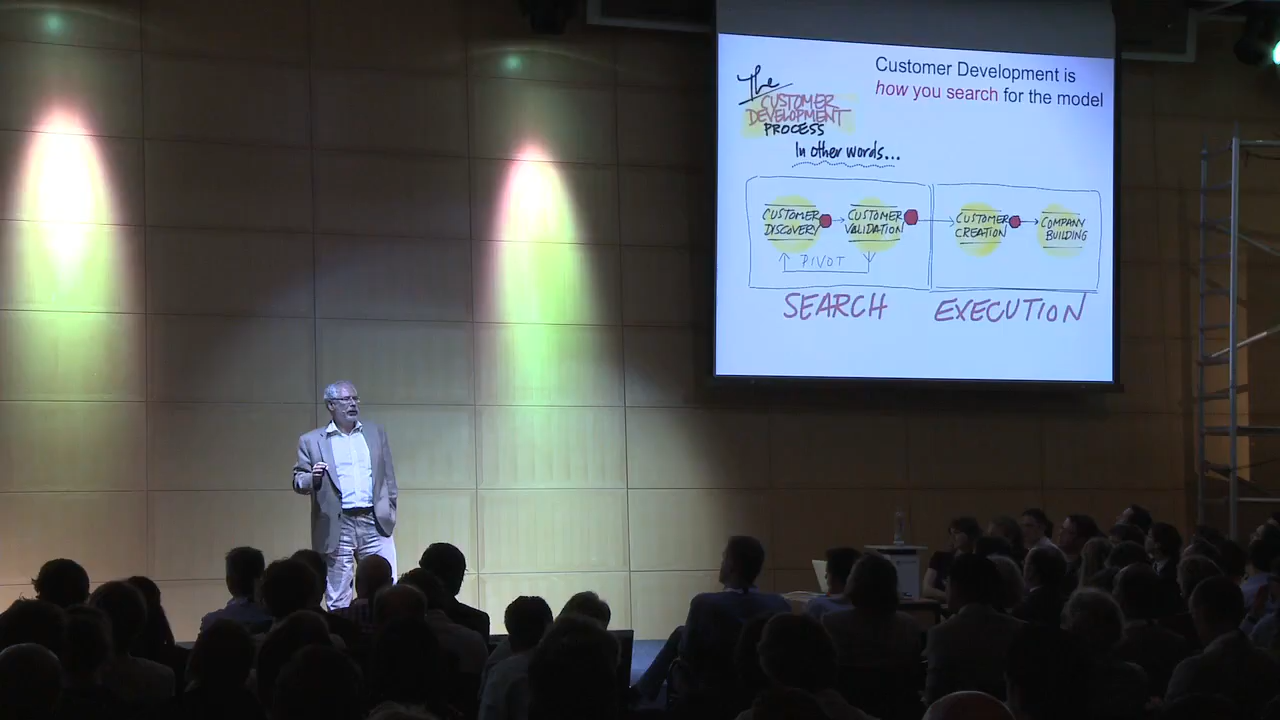 Customer Development is
how you search for the model
The
CUSTOMER
DEVELOPMENT
PROCESS
In other words...
CUSTOMER
DISCOVERY
CUSTOMER
VALIDATION
CUSTOMER
CREATION
COMPANY
BUILDING
PIVOT
SEARCH
EXECUTION